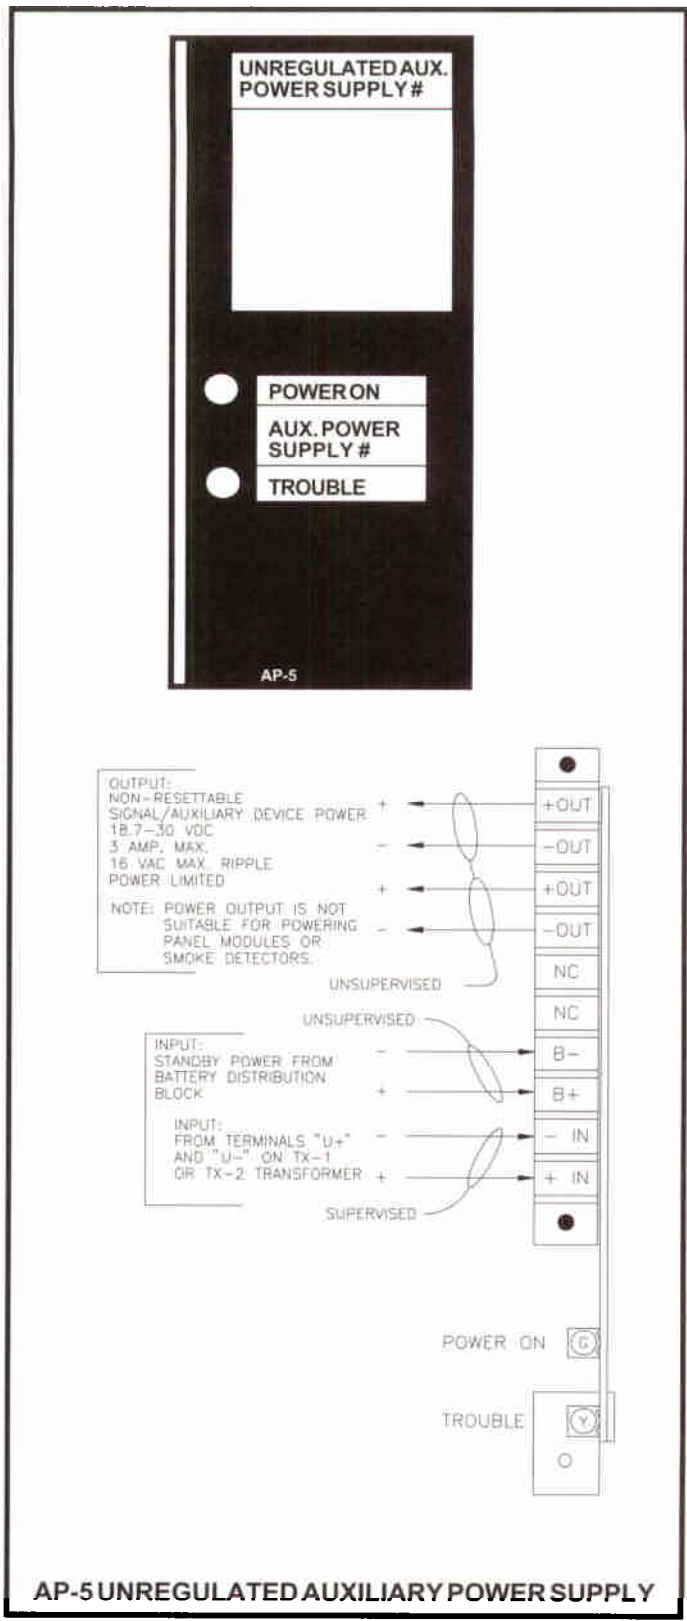 UNREGULATED AUX.
POWER SUPPLY #
POWER ON
AUX. POWER
SUPPLY #
TROUBLE
AP-5
OUTPUT:
NON-RESETTABLE
SIGNAL/AUXILIARY DEVICE POWER
18.7-30 VDC
3 AMP. MAX.
16 VAC MAX. RIPPLE
POWER LIMITED
NOTE: POWER OUTPUT IS NOT
SUITABLE FOR POWERING
PANEL MODULES OR
SMOKE DETECTORS.
+ +OUT
- -OUT
+ +OUT
- -OUT
UNSUPERVISED
NC
NC
UNSUPERVISED
INPUT:
STANDBY POWER FROM
BATTERY DISTRIBUTION
BLOCK
- B-
+ B+
INPUT:
FROM TERMINALS "U+"
AND "U-" ON TX-1
OR TX-2 TRANSFORMER
- - IN
+ + IN
SUPERVISED
POWER ON G
TROUBLE Y
AP-5 UNREGULATED AUXILIARY POWER SUPPLY